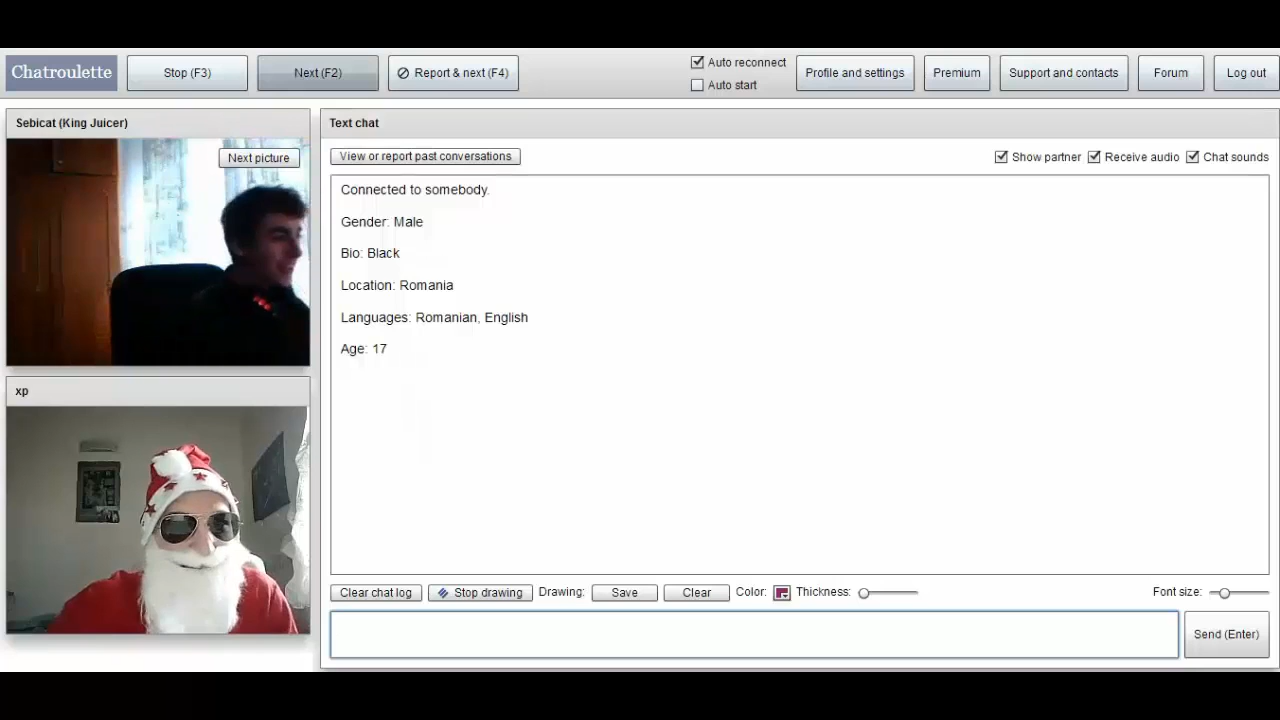 Chatroulette
Stop (F3)
Next (F2)
Report & next (F4)
Auto reconnect
Auto start
Profile and settings
Premium
Support and contacts
Forum
Log out
Sebicat (King Juicer)
Next picture
xp
Text chat
View or report past conversations
Show partner
Receive audio
Chat sounds
Connected to somebody.
Gender: Male
Bio: Black
Location: Romania
Languages: Romanian, English
Age: 17
Clear chat log
Stop drawing
Drawing:
Save
Clear
Color:
Thickness:
Font size:
Send (Enter)